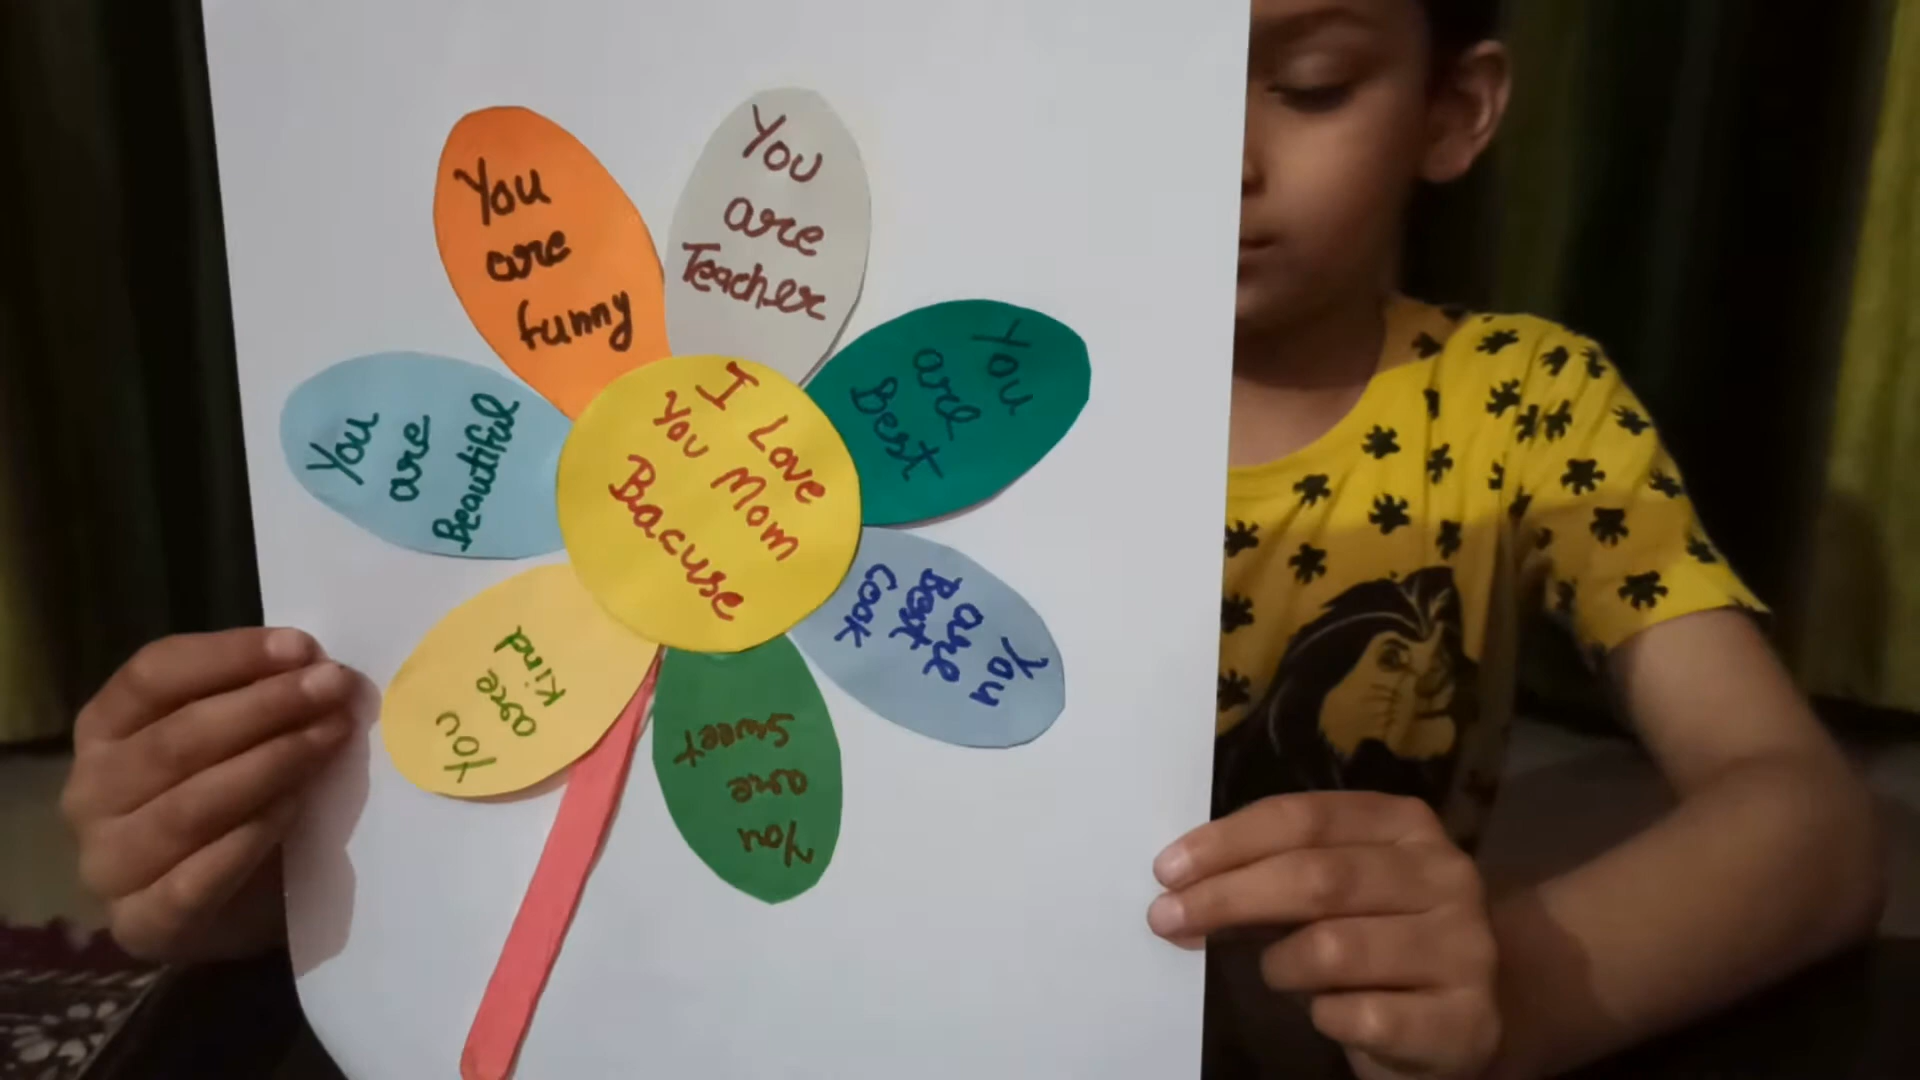 I Love
You Mom
Bacuse
You
are
funny
You
are
Teacher
You
are
Best
You
are
Best
Cook
You
are
Sweet
You
are
Kind
You
are
Beautiful